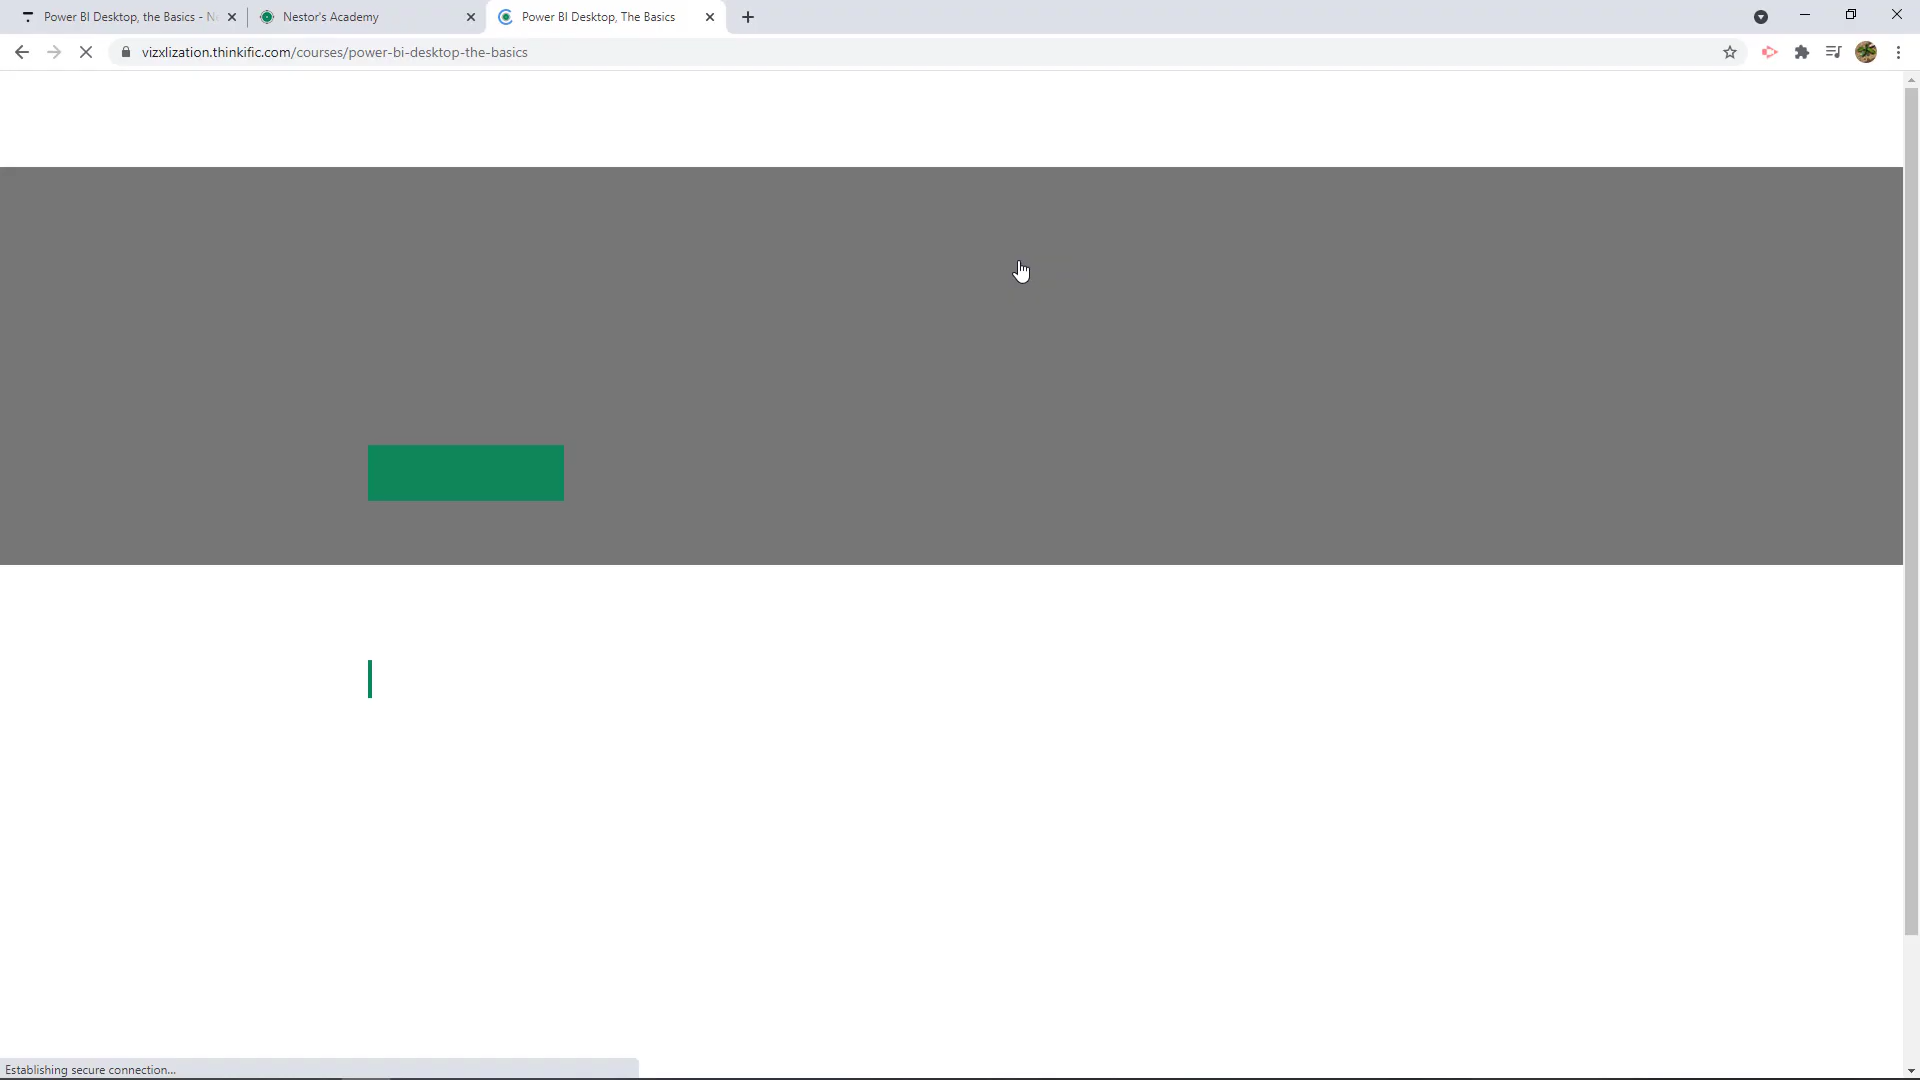 Power BI Desktop, the Basics - N
Nestor's Academy
Power BI Desktop, The Basics
vizxlization.thinkific.com/courses/power-bi-desktop-the-basics
Establishing secure connection...